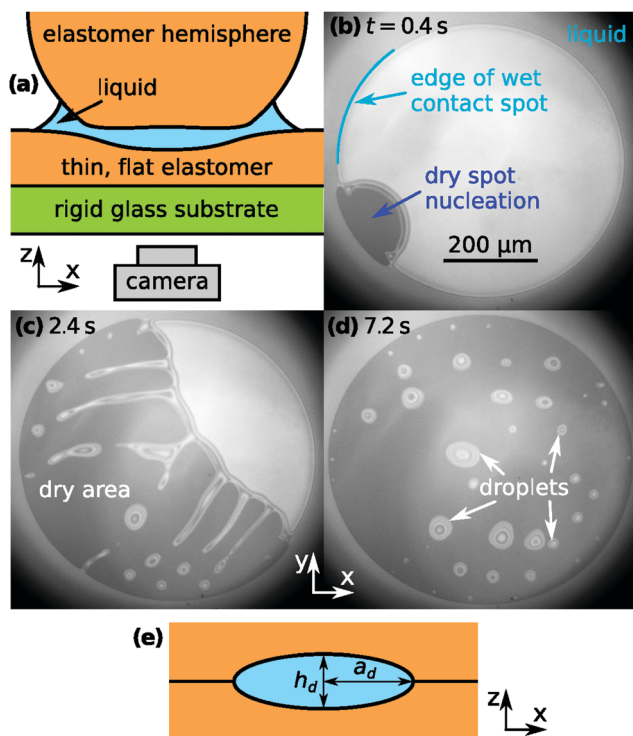 elastomer hemisphere
(a)
liquid
thin, flat elastomer
rigid glass substrate
z
x
camera
(b) t = 0.4 s
liquid
edge of wet
contact spot
dry spot
nucleation
200 µm
(c) 2.4 s
dry area
(d) 7.2 s
droplets
y
x
(e)
h_d
a_d
z
x